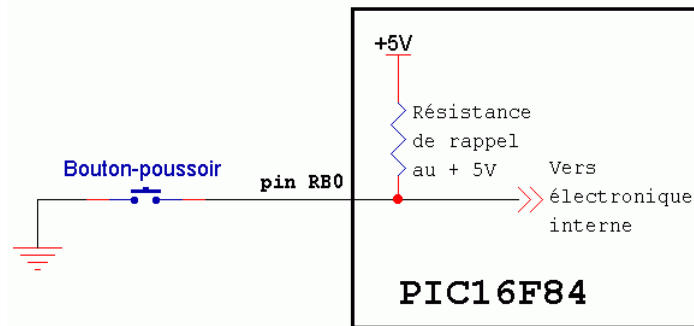 +5V
Résistance
de rappel
au + 5V
Bouton-poussoir
pin RB0
Vers
électronique
interne
PIC16F84